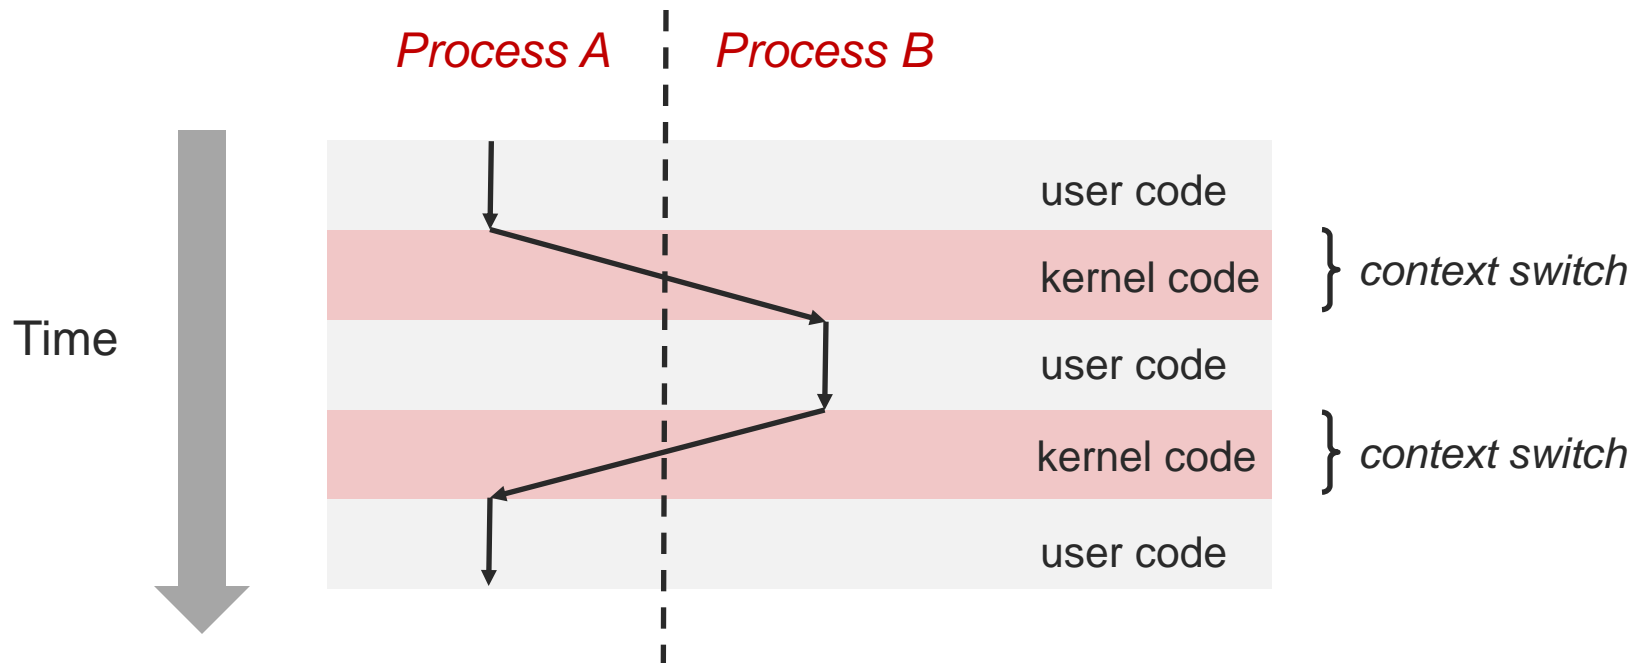 Process A
Process B
user code
kernel code
context switch
Time
user code
kernel code
context switch
user code